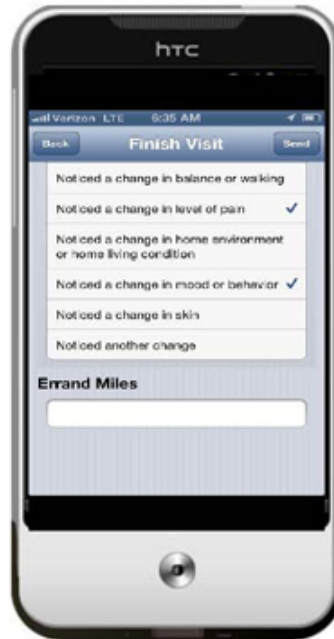 htc
Verizon LTE 6:35 AM
Back Finish Visit Send
Noticed a change in balance or walking
Noticed a change in level of pain
Noticed a change in home environment
or home living condition
Noticed a change in mood or behavior
Noticed a change in skin
Noticed another change
Errand Miles